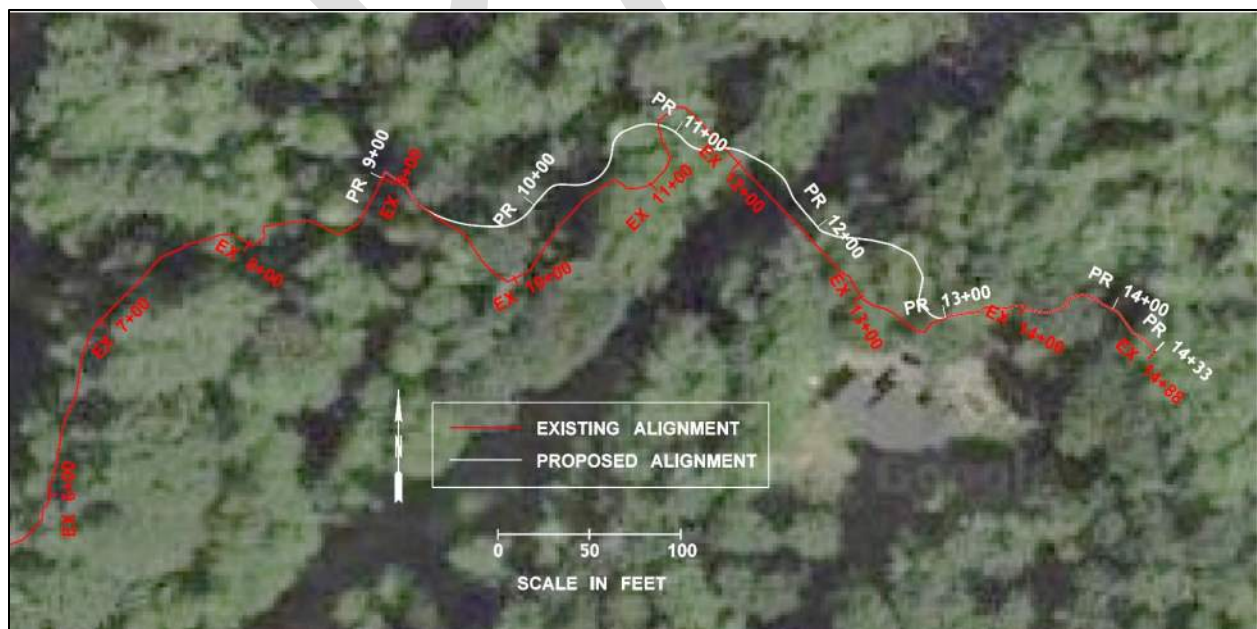 PR 9+00
PR 10+00
PR 11+00
PR 12+00
PR 13+00
PR 14+00
PR 14+33
EX 6+00
EX 7+00
EX 8+00
EX 10+00
EX 11+00
EX 12+00
EX 13+00
EX 14+00
EX 14+88
N
EXISTING ALIGNMENT
PROPOSED ALIGNMENT
0 50 100
SCALE IN FEET